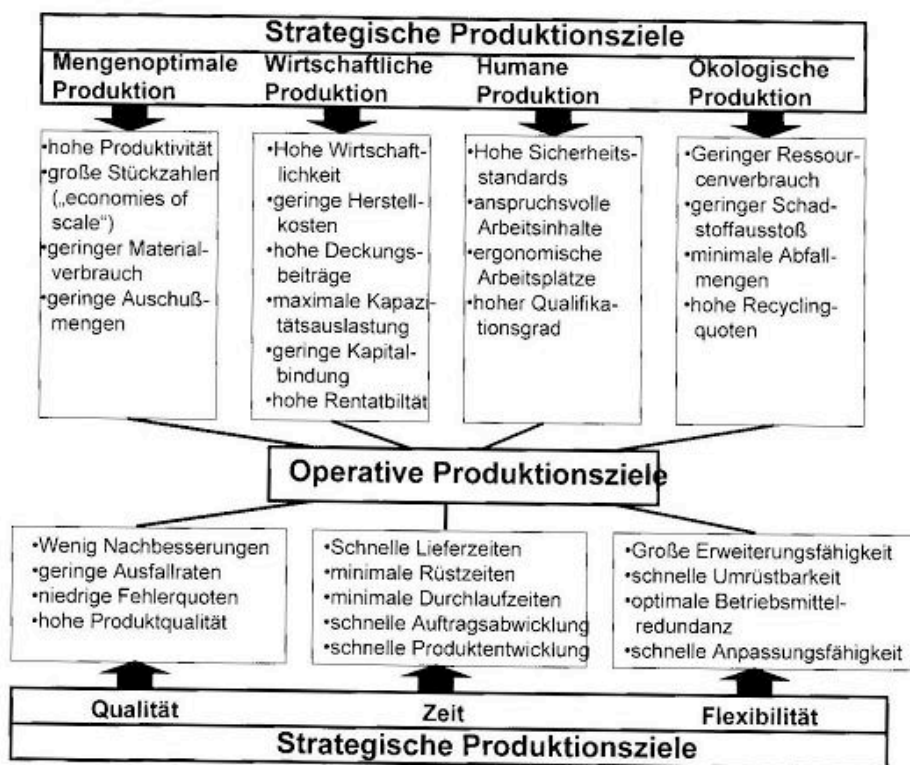 Strategische Produktionsziele
Mengenoptimale
Produktion
Wirtschaftliche
Produktion
Humane
Produktion
Ökologische
Produktion
•hohe Produktivität
•große Stückzahlen
(„economies of
scale“)
•geringer Material-
verbrauch
•geringe Auschuß-
mengen
•Hohe Wirtschaft-
lichkeit
•geringe Herstell-
kosten
•hohe Deckungs-
beiträge
•maximale Kapazi-
tätsauslastung
•geringe Kapital-
bindung
•hohe Rentatbiltät
•Hohe Sicherheits-
standards
•anspruchsvolle
Arbeitsinhalte
•ergonomische
Arbeitsplätze
•hoher Qualifika-
tionsgrad
•Geringer Ressour-
cenverbrauch
•geringer Schad-
stoffausstoß
•minimale Abfall-
mengen
•hohe Recycling-
quoten
Operative Produktionsziele
•Wenig Nachbesserungen
•geringe Ausfallraten
•niedrige Fehlerquoten
•hohe Produktqualität
•Schnelle Lieferzeiten
•minimale Rüstzeiten
•minimale Durchlaufzeiten
•schnelle Auftragsabwicklung
•schnelle Produktentwicklung
•Große Erweiterungsfähigkeit
•schnelle Umrüstbarkeit
•optimale Betriebsmittel-
redundanz
•schnelle Anpassungsfähigkeit
Qualität
Zeit
Flexibilität
Strategische Produktionsziele